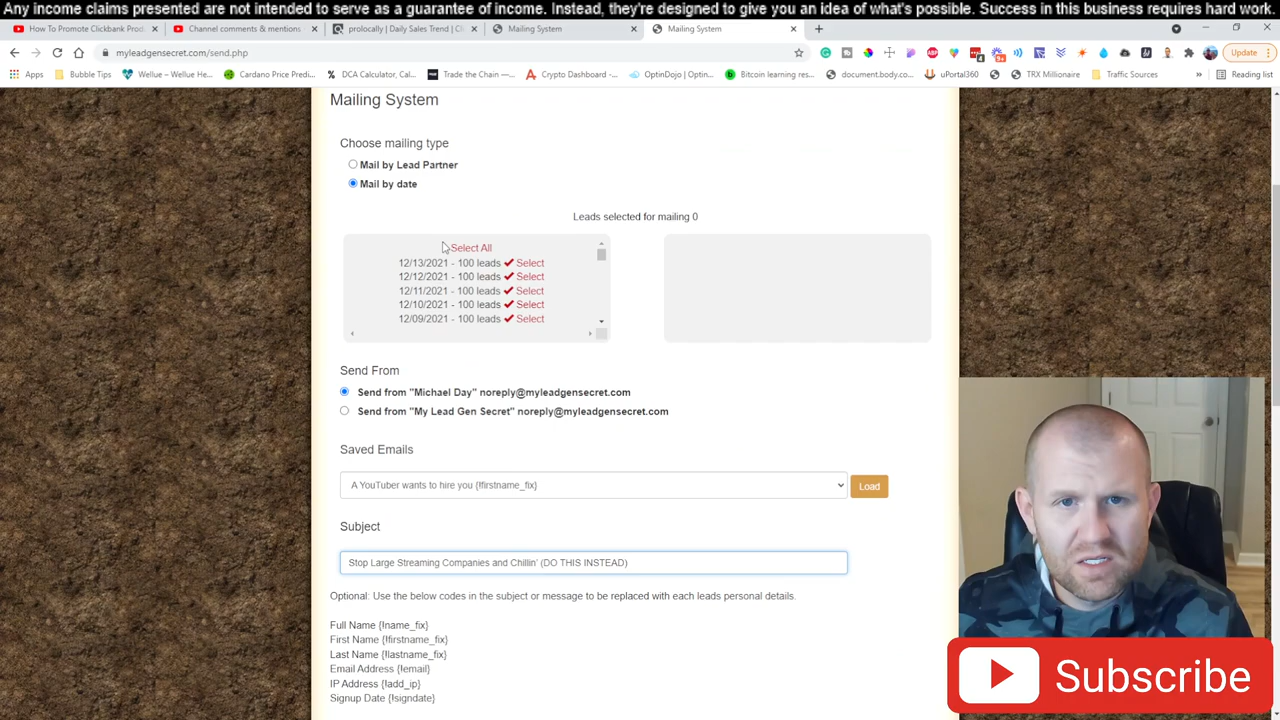 Any income claims presented are not intended to serve as a guarantee of income. Instead, they're designed to give you an idea of what's possible. Success in this business requires hard work.
How To Promote Clickbank Produc
Channel comments & mentions
prolocally | Daily Sales Trend | Cl
Mailing System
Mailing System
myleadgensecret.com/send.php
Update
Apps
Bubble Tips
Wellue – Wellue He...
Cardano Price Predi...
DCA Calculator, Cal...
Trade the Chain —...
Crypto Dashboard -...
OptinDojo | Optin...
Bitcoin learning res...
document.body.co...
uPortal360
TRX Millionaire
Traffic Sources
»
Reading list
Mailing System
Choose mailing type
Mail by Lead Partner
Mail by date
Leads selected for mailing 0
Select All
12/13/2021 - 100 leads ✔ Select
12/12/2021 - 100 leads ✔ Select
12/11/2021 - 100 leads ✔ Select
12/10/2021 - 100 leads ✔ Select
12/09/2021 - 100 leads ✔ Select
Send From
Send from "Michael Day" noreply@myleadgensecret.com
Send from "My Lead Gen Secret" noreply@myleadgensecret.com
Saved Emails
A YouTuber wants to hire you {!firstname_fix}
Load
Subject
Stop Large Streaming Companies and Chillin' (DO THIS INSTEAD)
Optional: Use the below codes in the subject or message to be replaced with each leads personal details.
Full Name {!name_fix}
First Name {!firstname_fix}
Last Name {!lastname_fix}
Email Address {!email}
IP Address {!add_ip}
Signup Date {!signdate}
Subscribe